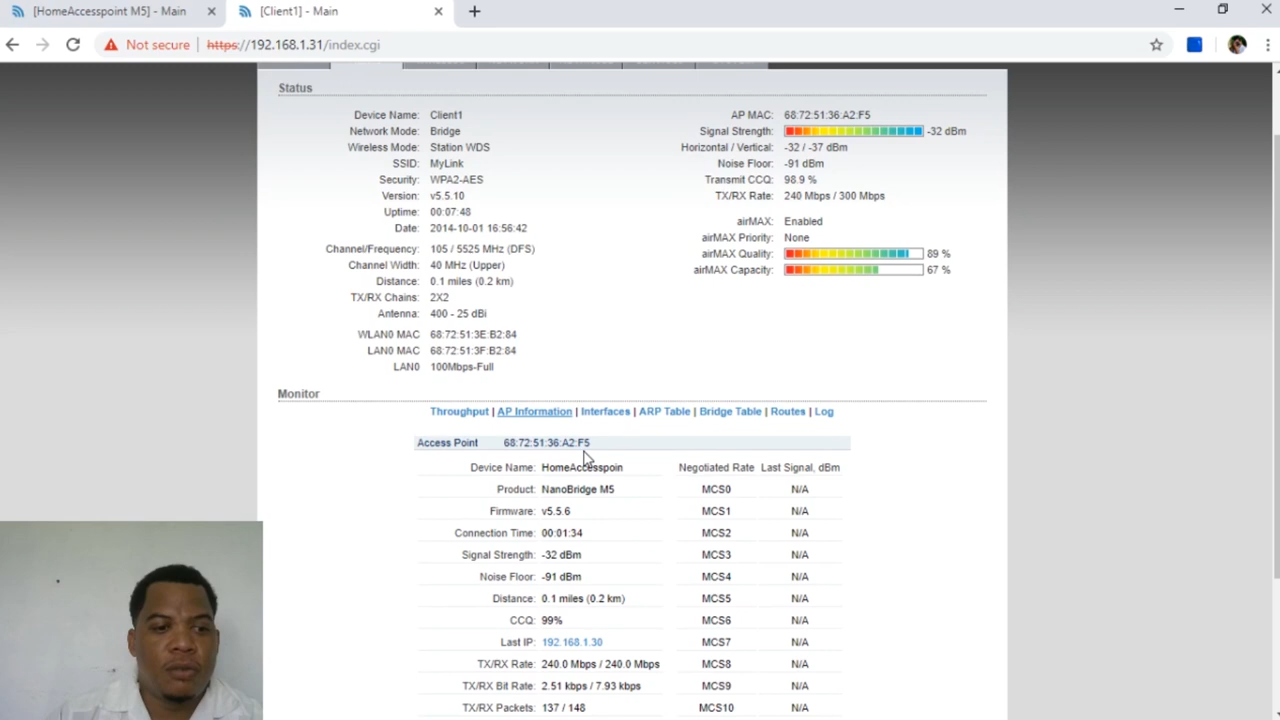 [HomeAccesspoint M5] - Main
[Client1] - Main
Not secure https://192.168.1.31/index.cgi
Status
Device Name: Client1
Network Mode: Bridge
Wireless Mode: Station WDS
SSID: MyLink
Security: WPA2-AES
Version: v5.5.10
Uptime: 00:07:48
Date: 2014-10-01 16:56:42
Channel/Frequency: 105 / 5525 MHz (DFS)
Channel Width: 40 MHz (Upper)
Distance: 0.1 miles (0.2 km)
TX/RX Chains: 2X2
Antenna: 400 - 25 dBi
WLAN0 MAC 68:72:51:3E:B2:84
LAN0 MAC 68:72:51:3F:B2:84
LAN0 100Mbps-Full
AP MAC: 68:72:51:36:A2:F5
Signal Strength: -32 dBm
Horizontal / Vertical: -32 / -37 dBm
Noise Floor: -91 dBm
Transmit CCQ: 98.9 %
TX/RX Rate: 240 Mbps / 300 Mbps
airMAX: Enabled
airMAX Priority: None
airMAX Quality: 89 %
airMAX Capacity: 67 %
Monitor
Throughput | AP Information | Interfaces | ARP Table | Bridge Table | Routes | Log
Access Point 68:72:51:36:A2:F5
Device Name: HomeAccesspoin Negotiated Rate Last Signal, dBm
Product: NanoBridge M5 MCS0 N/A
Firmware: v5.5.6 MCS1 N/A
Connection Time: 00:01:34 MCS2 N/A
Signal Strength: -32 dBm MCS3 N/A
Noise Floor: -91 dBm MCS4 N/A
Distance: 0.1 miles (0.2 km) MCS5 N/A
CCQ: 99% MCS6 N/A
Last IP: 192.168.1.30 MCS7 N/A
TX/RX Rate: 240.0 Mbps / 240.0 Mbps MCS8 N/A
TX/RX Bit Rate: 2.51 kbps / 7.93 kbps MCS9 N/A
TX/RX Packets: 137 / 148 MCS10 N/A